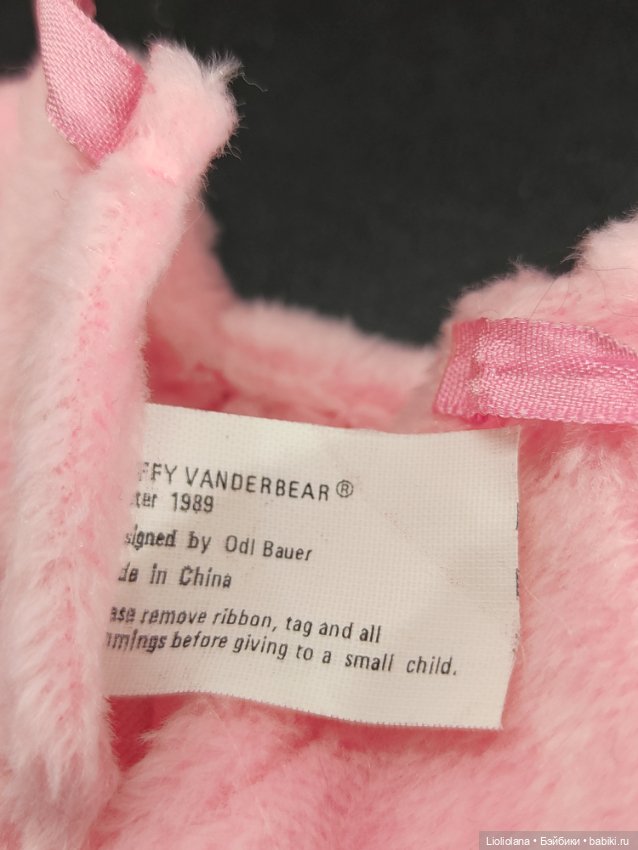 FFY VANDERBEAR®
ter 1989
signed by Odl Bauer
de in China
ase remove ribbon, tag and all
mmings before giving to a small child.
Lioliolana • Бэйбики • babiki.ru